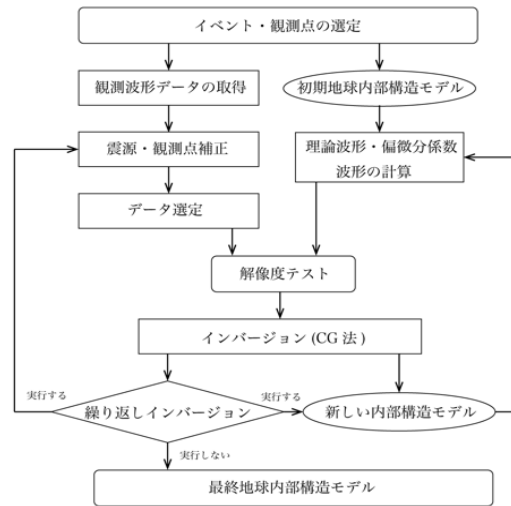 イベント・観測点の選定
観測波形データの取得
初期地球内部構造モデル
震源・観測点補正
理論波形・偏微分係数
波形の計算
データ選定
解像度テスト
インバージョン (CG 法 )
実行する
繰り返しインバージョン
実行する
新しい内部構造モデル
実行しない
最終地球内部構造モデル